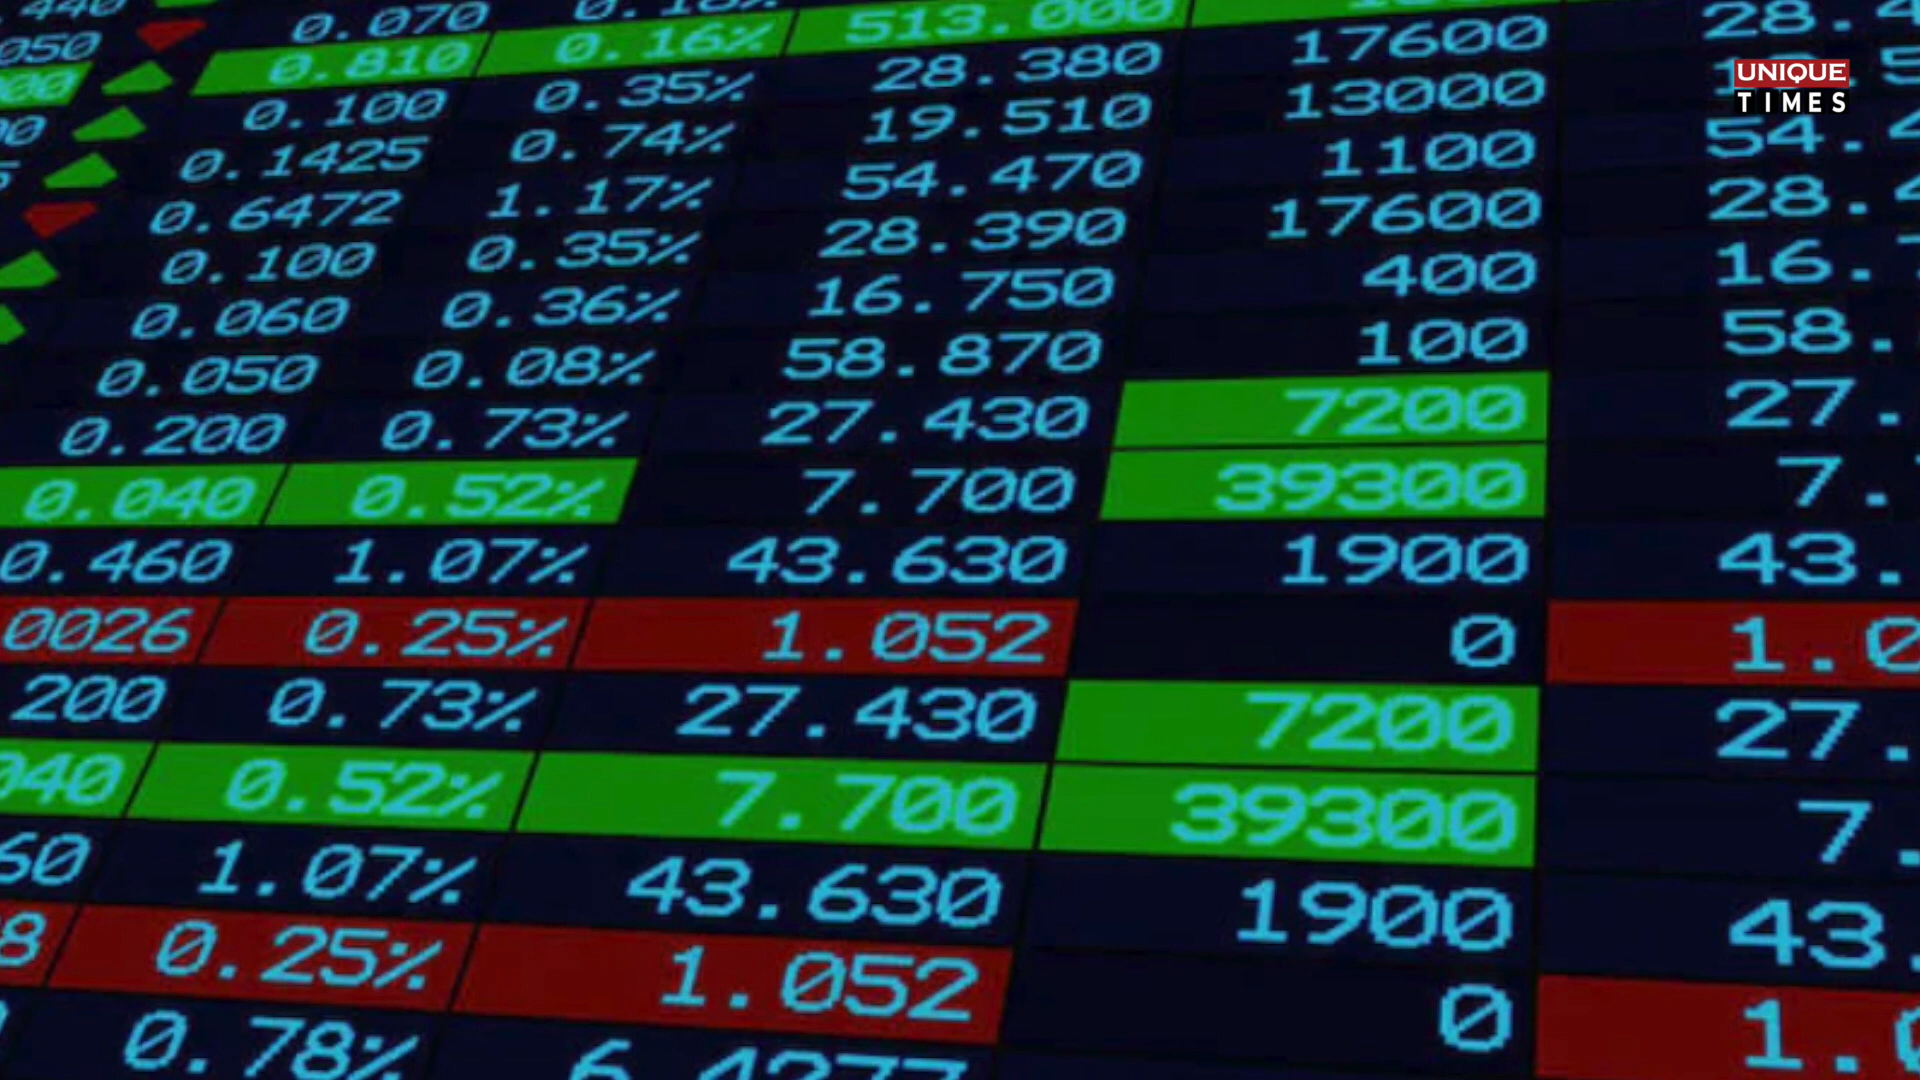 0.070
0.810 0.16% 513.000
0.100 0.35% 28.380 17600
0.1425 0.74% 19.510 13000
0.6472 1.17% 54.470 1100
0.100 0.35% 28.390 17600
0.060 0.36% 16.750 400
0.050 0.08% 58.870 100
0.200 0.73% 27.430 7200
0.040 0.52% 7.700 39300
0.460 1.07% 43.630 1900
0026 0.25% 1.052 0
200 0.73% 27.430 7200
040 0.52% 7.700 39300
60 1.07% 43.630 1900
8 0.25% 1.052 0
0.78%
UNIQUE
TIMES